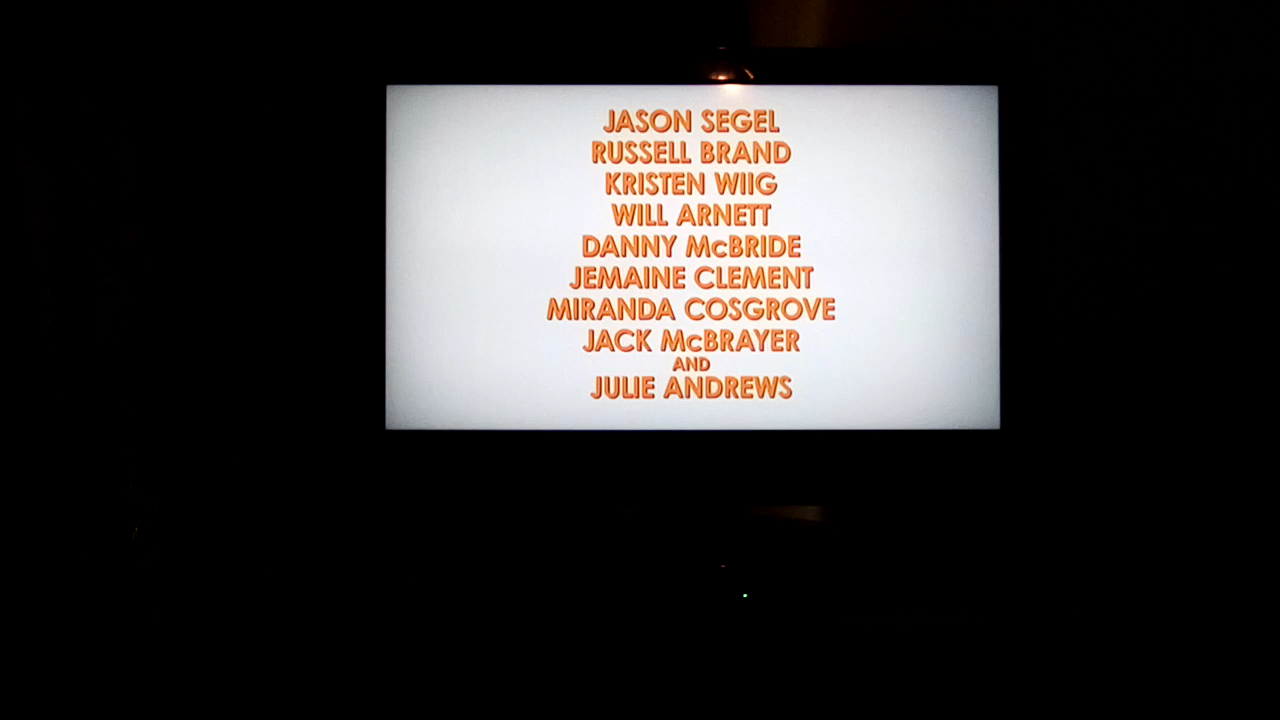 JASON SEGEL
RUSSELL BRAND
KRISTEN WIIG
WILL ARNETT
DANNY McBRIDE
JEMAINE CLEMENT
MIRANDA COSGROVE
JACK McBRAYER
AND
JULIE ANDREWS